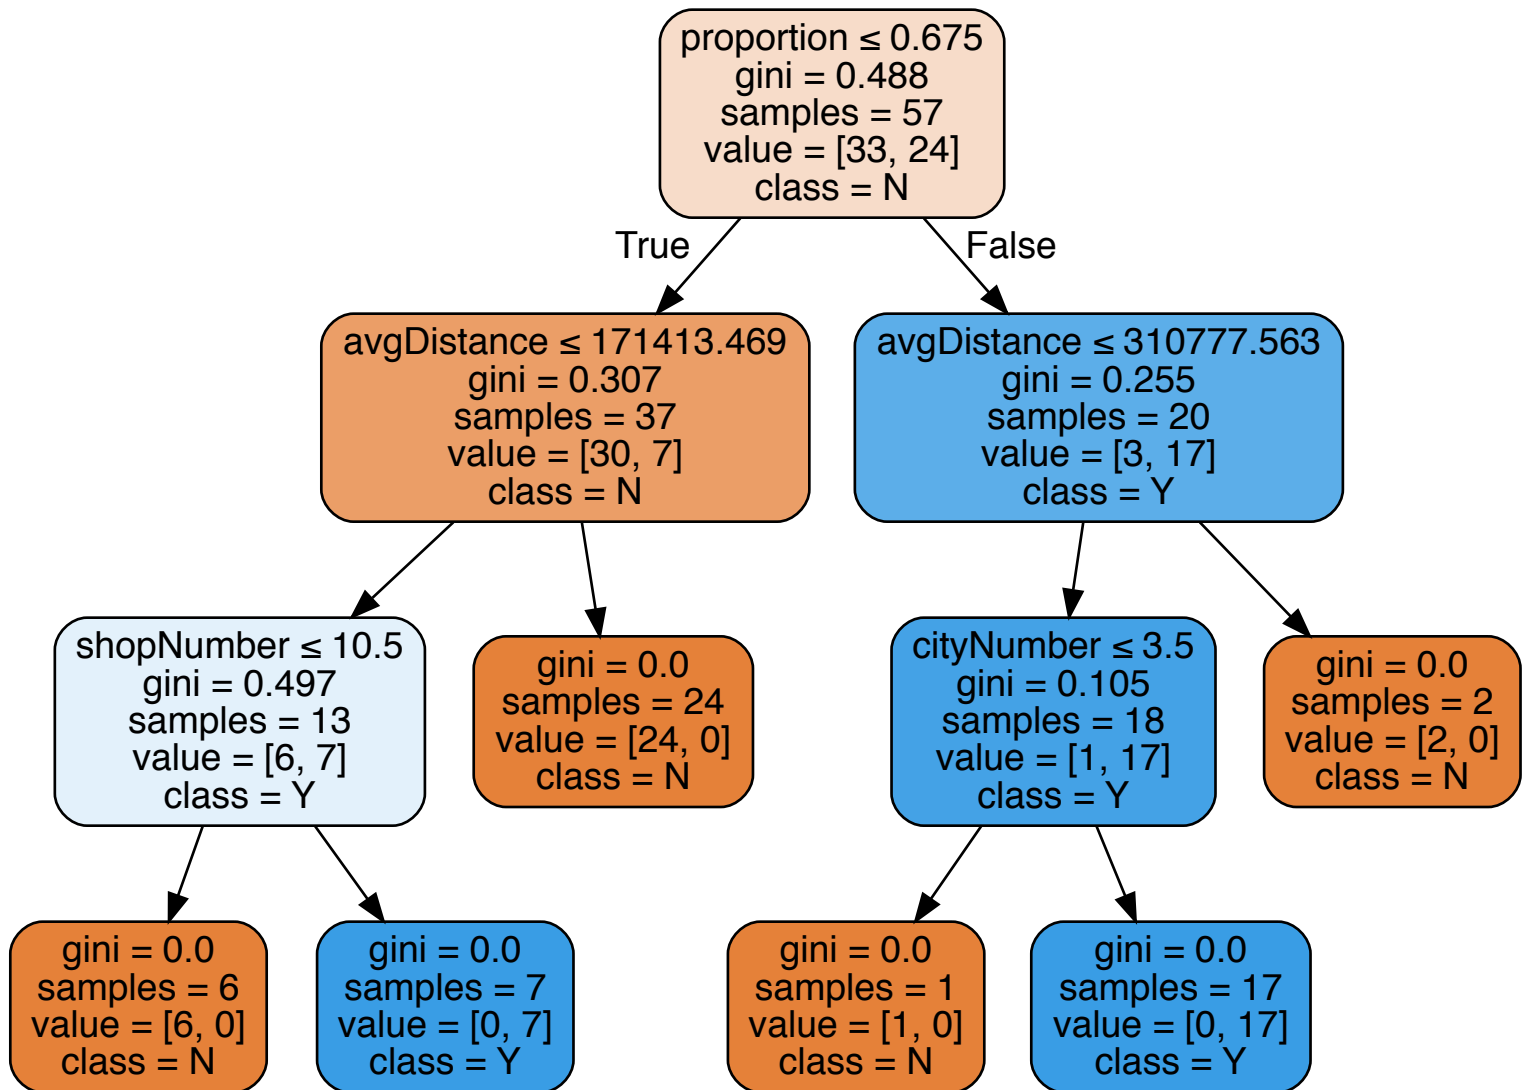 proportion ≤ 0.675
gini = 0.488
samples = 57
value = [33, 24]
class = N
True
False
avgDistance ≤ 171413.469
gini = 0.307
samples = 37
value = [30, 7]
class = N
avgDistance ≤ 310777.563
gini = 0.255
samples = 20
value = [3, 17]
class = Y
shopNumber ≤ 10.5
gini = 0.497
samples = 13
value = [6, 7]
class = Y
gini = 0.0
samples = 24
value = [24, 0]
class = N
cityNumber ≤ 3.5
gini = 0.105
samples = 18
value = [1, 17]
class = Y
gini = 0.0
samples = 2
value = [2, 0]
class = N
gini = 0.0
samples = 6
value = [6, 0]
class = N
gini = 0.0
samples = 7
value = [0, 7]
class = Y
gini = 0.0
samples = 1
value = [1, 0]
class = N
gini = 0.0
samples = 17
value = [0, 17]
class = Y